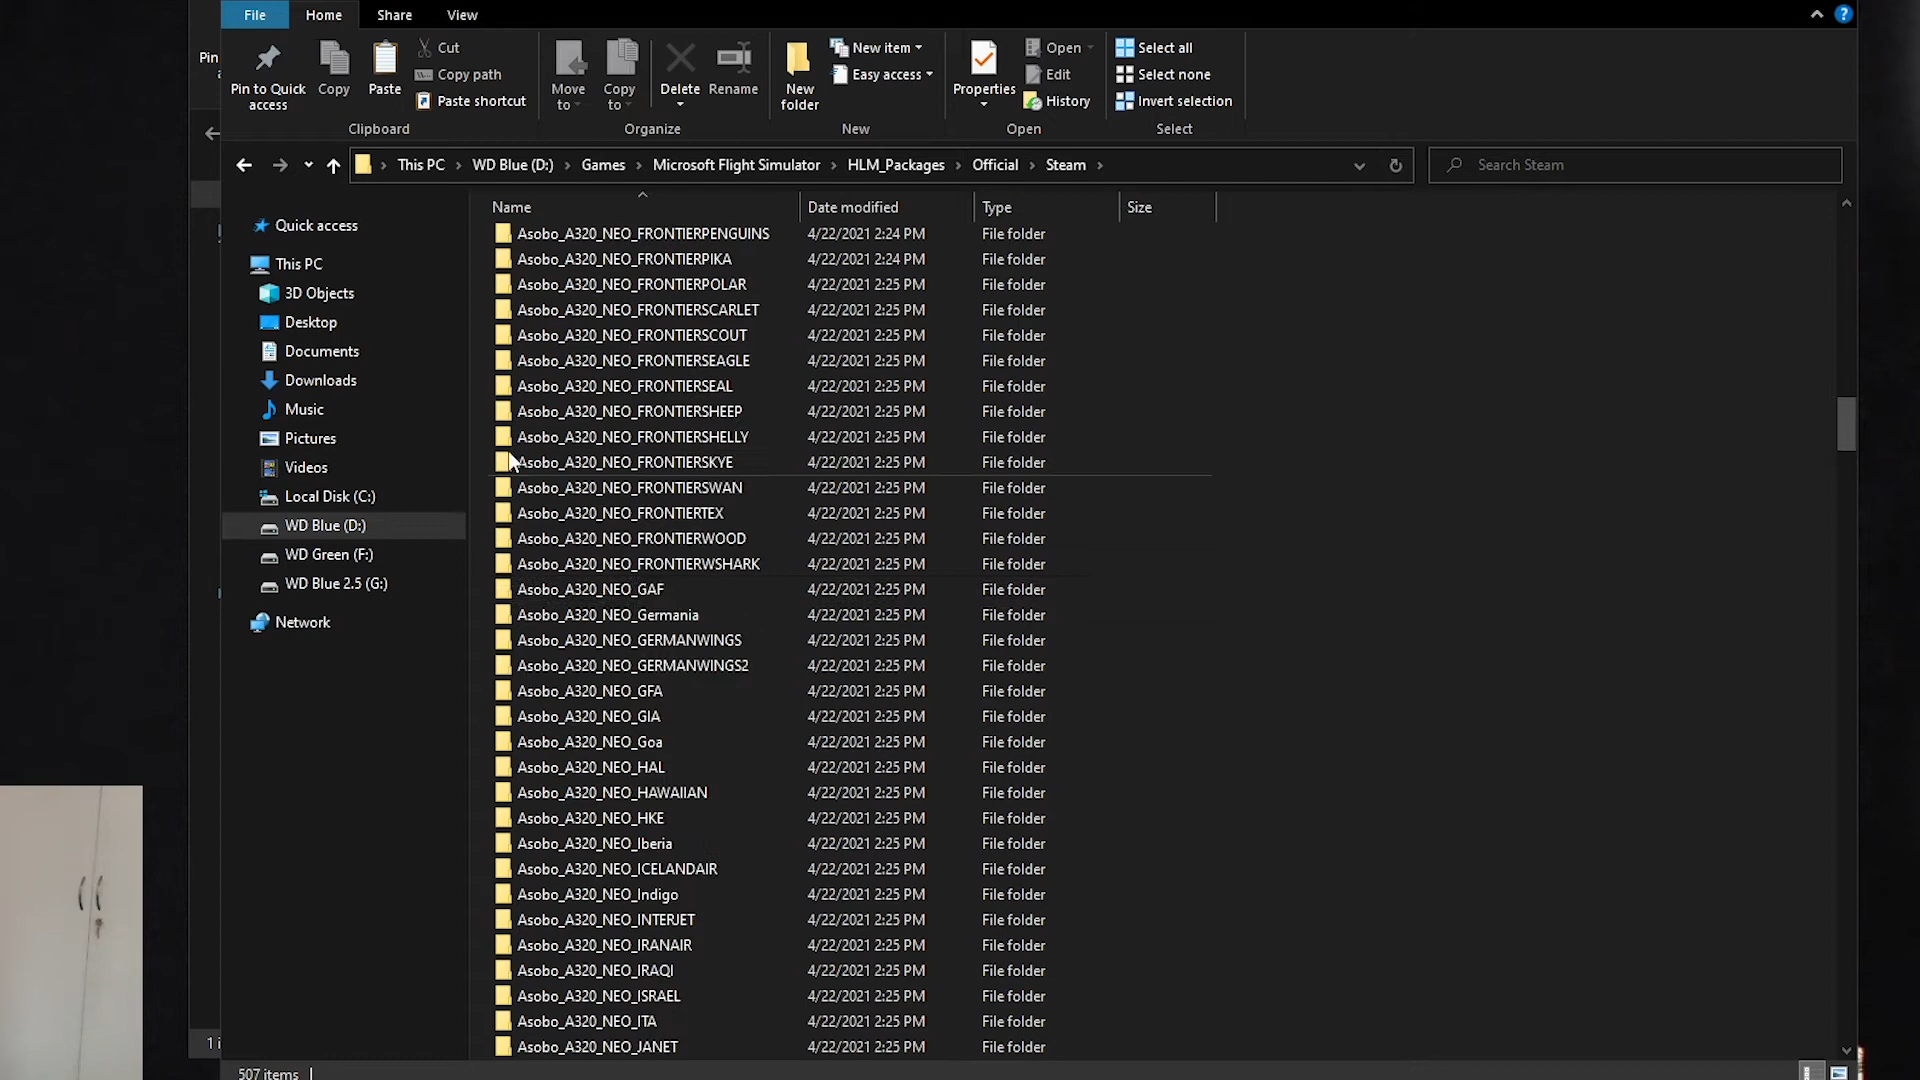 File Home Share View
Pin
Pin to Quick access
Copy
Paste
Cut
Copy path
Paste shortcut
Clipboard
Move to
Copy to
Delete
Rename
Organize
New folder
New item
Easy access
New
Properties
Open
Edit
History
Open
Select all
Select none
Invert selection
Select
This PC > WD Blue (D:) > Games > Microsoft Flight Simulator > HLM_Packages > Official > Steam >
Search Steam
Quick access
This PC
3D Objects
Desktop
Documents
Downloads
Music
Pictures
Videos
Local Disk (C:)
WD Blue (D:)
WD Green (F:)
WD Blue 2.5 (G:)
Network
Name Date modified Type Size
Asobo_A320_NEO_FRONTIERPENGUINS 4/22/2021 2:24 PM File folder
Asobo_A320_NEO_FRONTIERPIKA 4/22/2021 2:24 PM File folder
Asobo_A320_NEO_FRONTIERPOLAR 4/22/2021 2:25 PM File folder
Asobo_A320_NEO_FRONTIERSCARLET 4/22/2021 2:25 PM File folder
Asobo_A320_NEO_FRONTIERSCOUT 4/22/2021 2:25 PM File folder
Asobo_A320_NEO_FRONTIERSEAGLE 4/22/2021 2:25 PM File folder
Asobo_A320_NEO_FRONTIERSEAL 4/22/2021 2:25 PM File folder
Asobo_A320_NEO_FRONTIERSHEEP 4/22/2021 2:25 PM File folder
Asobo_A320_NEO_FRONTIERSHELLY 4/22/2021 2:25 PM File folder
Asobo_A320_NEO_FRONTIERSKYE 4/22/2021 2:25 PM File folder
Asobo_A320_NEO_FRONTIERSWAN 4/22/2021 2:25 PM File folder
Asobo_A320_NEO_FRONTIERTEX 4/22/2021 2:25 PM File folder
Asobo_A320_NEO_FRONTIERWOOD 4/22/2021 2:25 PM File folder
Asobo_A320_NEO_FRONTIERWSHARK 4/22/2021 2:25 PM File folder
Asobo_A320_NEO_GAF 4/22/2021 2:25 PM File folder
Asobo_A320_NEO_Germania 4/22/2021 2:25 PM File folder
Asobo_A320_NEO_GERMANWINGS 4/22/2021 2:25 PM File folder
Asobo_A320_NEO_GERMANWINGS2 4/22/2021 2:25 PM File folder
Asobo_A320_NEO_GFA 4/22/2021 2:25 PM File folder
Asobo_A320_NEO_GIA 4/22/2021 2:25 PM File folder
Asobo_A320_NEO_Goa 4/22/2021 2:25 PM File folder
Asobo_A320_NEO_HAL 4/22/2021 2:25 PM File folder
Asobo_A320_NEO_HAWAIIAN 4/22/2021 2:25 PM File folder
Asobo_A320_NEO_HKE 4/22/2021 2:25 PM File folder
Asobo_A320_NEO_Iberia 4/22/2021 2:25 PM File folder
Asobo_A320_NEO_ICELANDAIR 4/22/2021 2:25 PM File folder
Asobo_A320_NEO_Indigo 4/22/2021 2:25 PM File folder
Asobo_A320_NEO_INTERJET 4/22/2021 2:25 PM File folder
Asobo_A320_NEO_IRANAIR 4/22/2021 2:25 PM File folder
Asobo_A320_NEO_IRAQI 4/22/2021 2:25 PM File folder
Asobo_A320_NEO_ISRAEL 4/22/2021 2:25 PM File folder
Asobo_A320_NEO_ITA 4/22/2021 2:25 PM File folder
Asobo_A320_NEO_JANET 4/22/2021 2:25 PM File folder
507 items